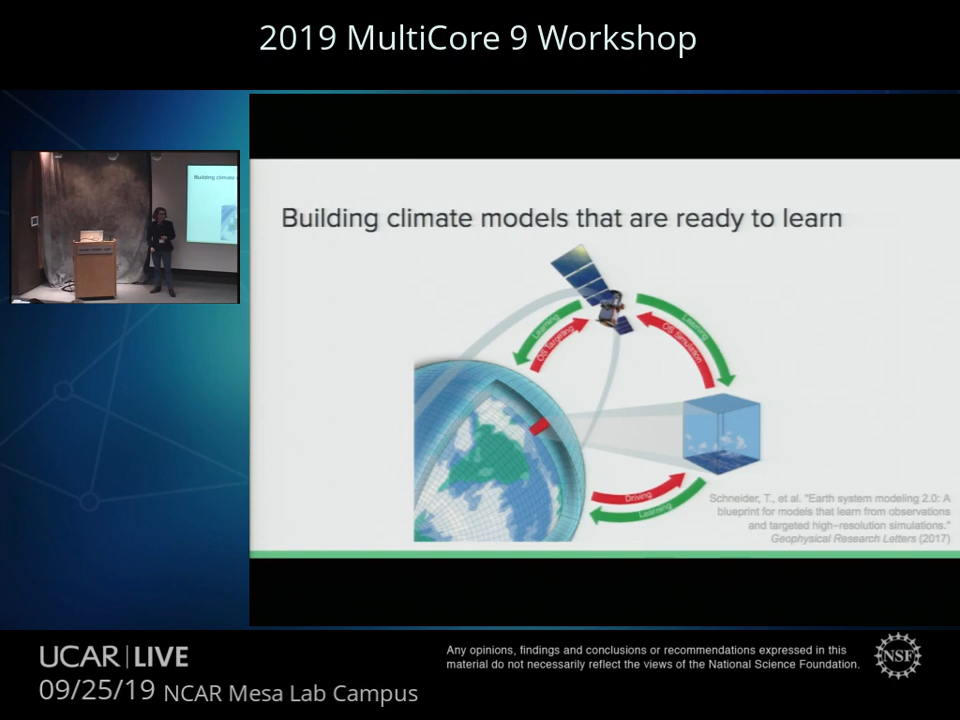 2019 MultiCore 9 Workshop
Building climate
Building climate models that are ready to learn
Learning
OS Targeting
Learning
OS Simulation
Driving
Learning
Schneider, T., et al. "Earth system modeling 2.0: A
blueprint for models that learn from observations
and targeted high–resolution simulations."
Geophysical Research Letters (2017)
UCAR|LIVE
09/25/19 NCAR Mesa Lab Campus
Any opinions, findings and conclusions or recommendations expressed in this
material do not necessarily reflect the views of the National Science Foundation.
NSF